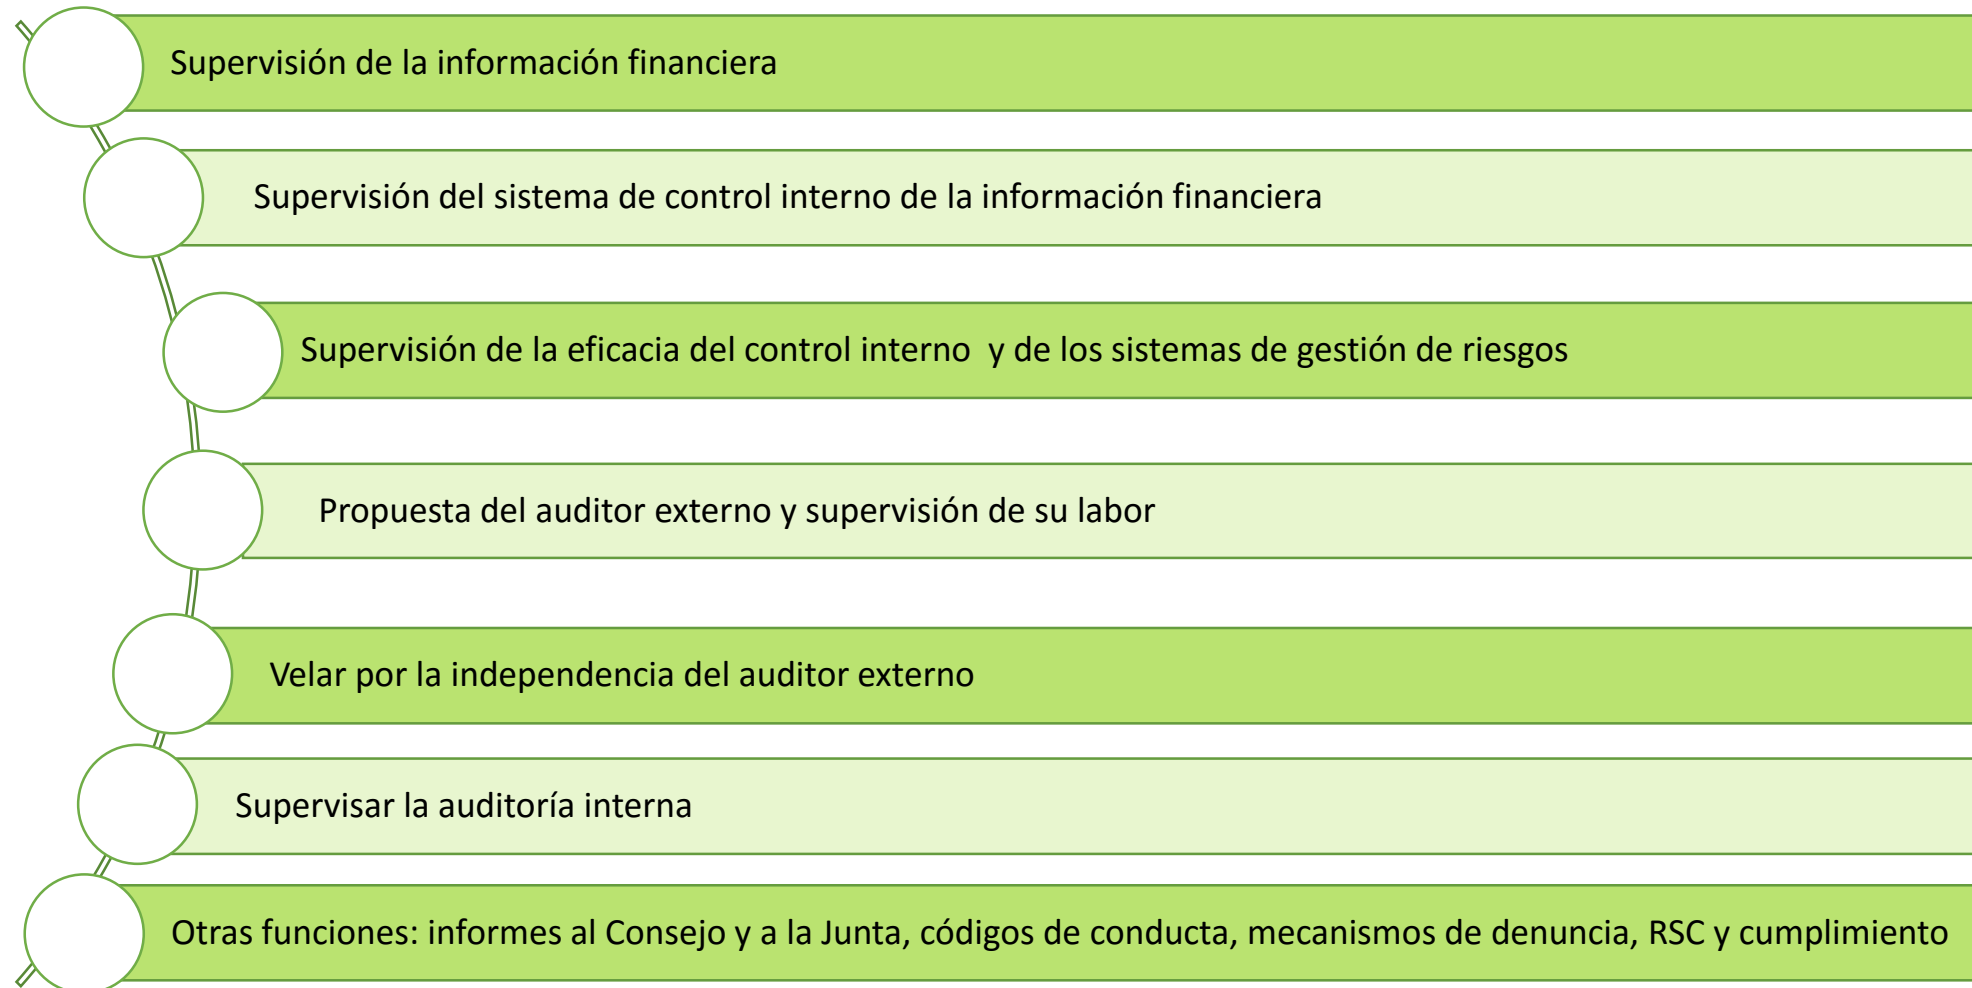 Supervisión de la información financiera
Supervisión del sistema de control interno de la información financiera
Supervisión de la eficacia del control interno  y de los sistemas de gestión de riesgos
Propuesta del auditor externo y supervisión de su labor
Velar por la independencia del auditor externo
Supervisar la auditoría interna
Otras funciones: informes al Consejo y a la Junta, códigos de conducta, mecanismos de denuncia, RSC y cumplimiento